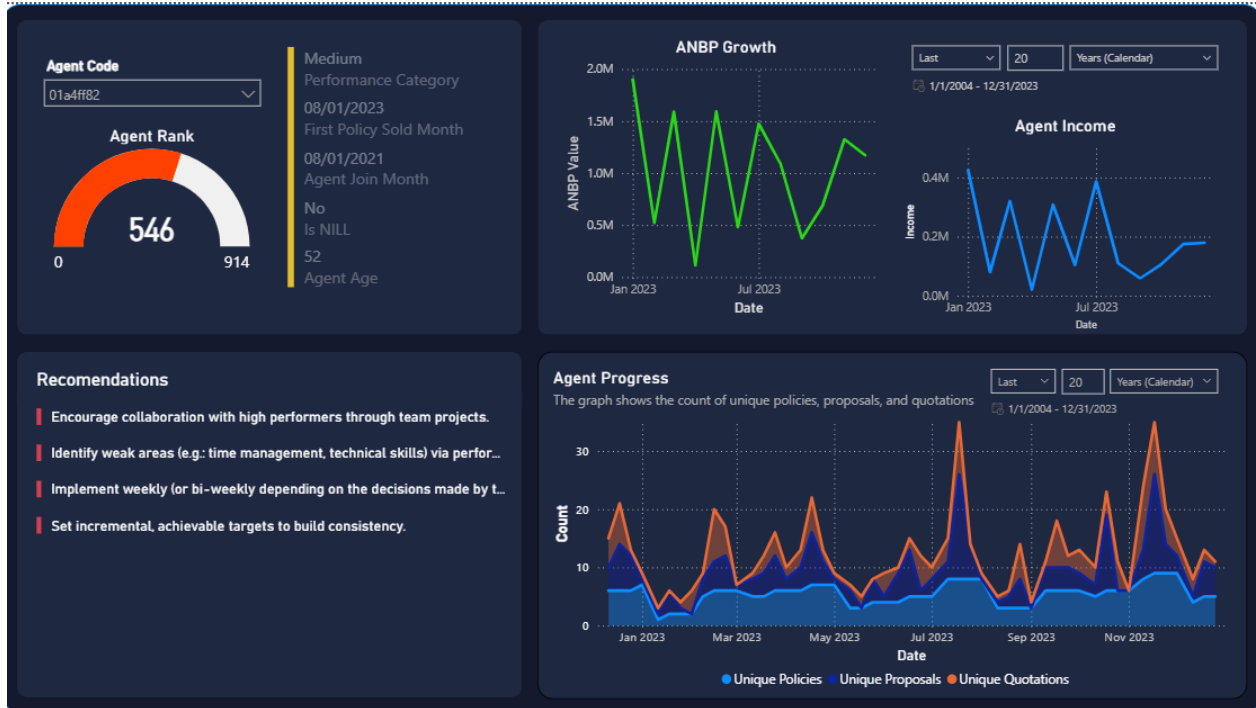 Agent Code
01a4ff82
Agent Rank
546
0
914
Medium
Performance Category
08/01/2023
First Policy Sold Month
08/01/2021
Agent Join Month
No
Is NILL
52
Agent Age
ANBP Growth
2.0M
1.5M
1.0M
0.5M
0.0M
ANBP Value
Jan 2023
Jul 2023
Date
Last
20
Years (Calendar)
1/1/2004 - 12/31/2023
Agent Income
0.4M
0.2M
0.0M
Income
Jan 2023
Jul 2023
Date
Recomendations
Encourage collaboration with high performers through team projects.
Identify weak areas (e.g.: time management, technical skills) via perfor...
Implement weekly (or bi-weekly depending on the decisions made by t...
Set incremental, achievable targets to build consistency.
Agent Progress
The graph shows the count of unique policies, proposals, and quotations
Last
20
Years (Calendar)
1/1/2004 - 12/31/2023
30
20
10
0
Count
Jan 2023
Mar 2023
May 2023
Jul 2023
Sep 2023
Nov 2023
Date
Unique Policies
Unique Proposals
Unique Quotations